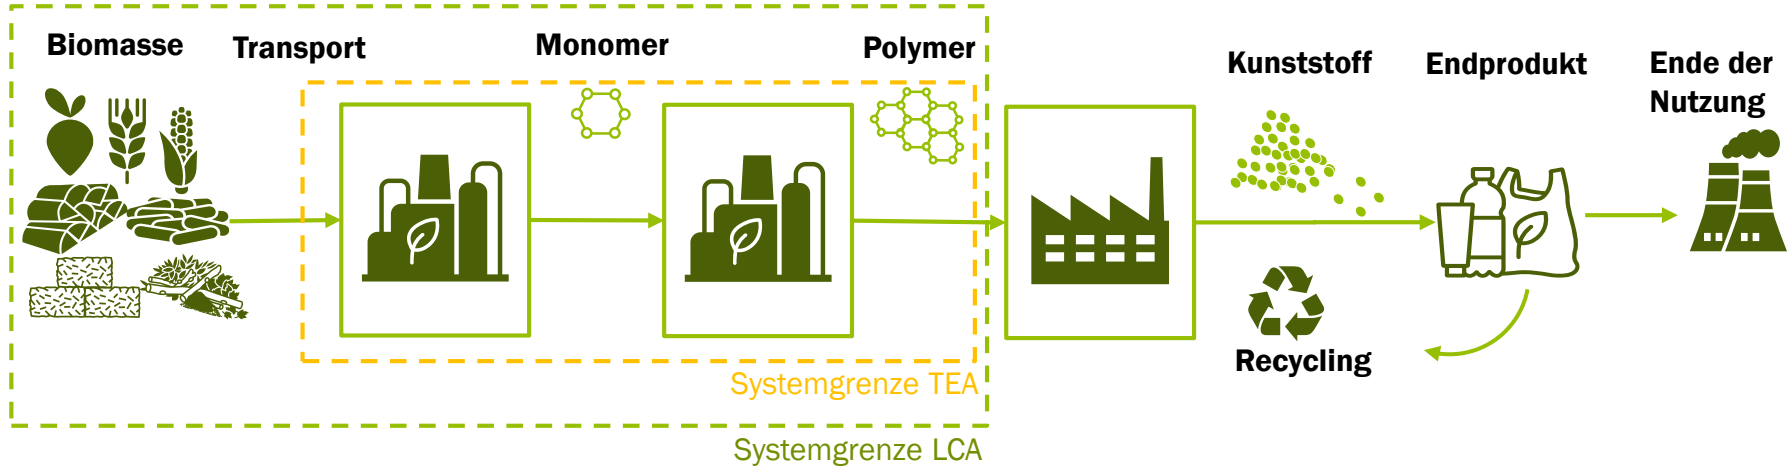 Biomasse
Transport
Monomer
Polymer
Kunststoff
Endprodukt
Ende der
Nutzung
Recycling
Systemgrenze TEA
Systemgrenze LCA